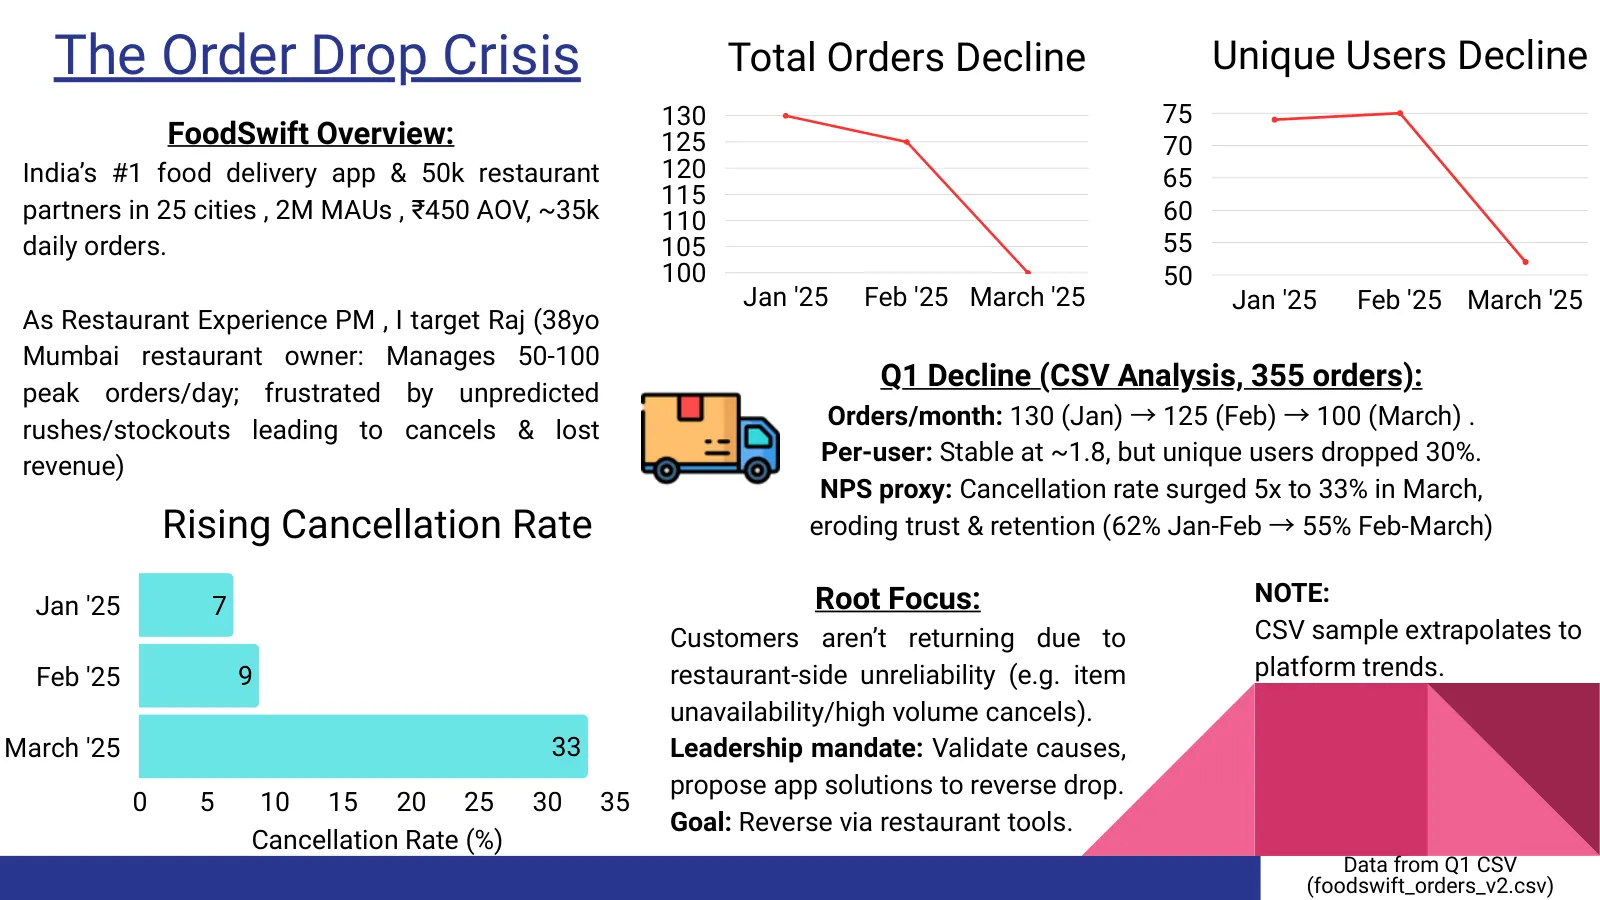 The Order Drop Crisis
FoodSwift Overview:
India’s #1 food delivery app & 50k restaurant
partners in 25 cities , 2M MAUs , ₹450 AOV, ~35k
daily orders.
As Restaurant Experience PM , I target Raj (38yo
Mumbai restaurant owner: Manages 50-100
peak orders/day; frustrated by unpredicted
rushes/stockouts leading to cancels & lost
revenue)
Rising Cancellation Rate
Jan '25
7
Feb '25
9
March '25
33
0 5 10 15 20 25 30 35
Cancellation Rate (%)
Total Orders Decline
130
125
120
115
110
105
100
Jan '25 Feb '25 March '25
Unique Users Decline
75
70
65
60
55
50
Jan '25 Feb '25 March '25
Q1 Decline (CSV Analysis, 355 orders):
Orders/month: 130 (Jan) → 125 (Feb) → 100 (March) .
Per-user: Stable at ~1.8, but unique users dropped 30%.
NPS proxy: Cancellation rate surged 5x to 33% in March,
eroding trust & retention (62% Jan-Feb → 55% Feb-March)
Root Focus:
Customers aren’t returning due to
restaurant-side unreliability (e.g. item
unavailability/high volume cancels).
Leadership mandate: Validate causes,
propose app solutions to reverse drop.
Goal: Reverse via restaurant tools.
NOTE:
CSV sample extrapolates to
platform trends.
Data from Q1 CSV
(foodswift_orders_v2.csv)